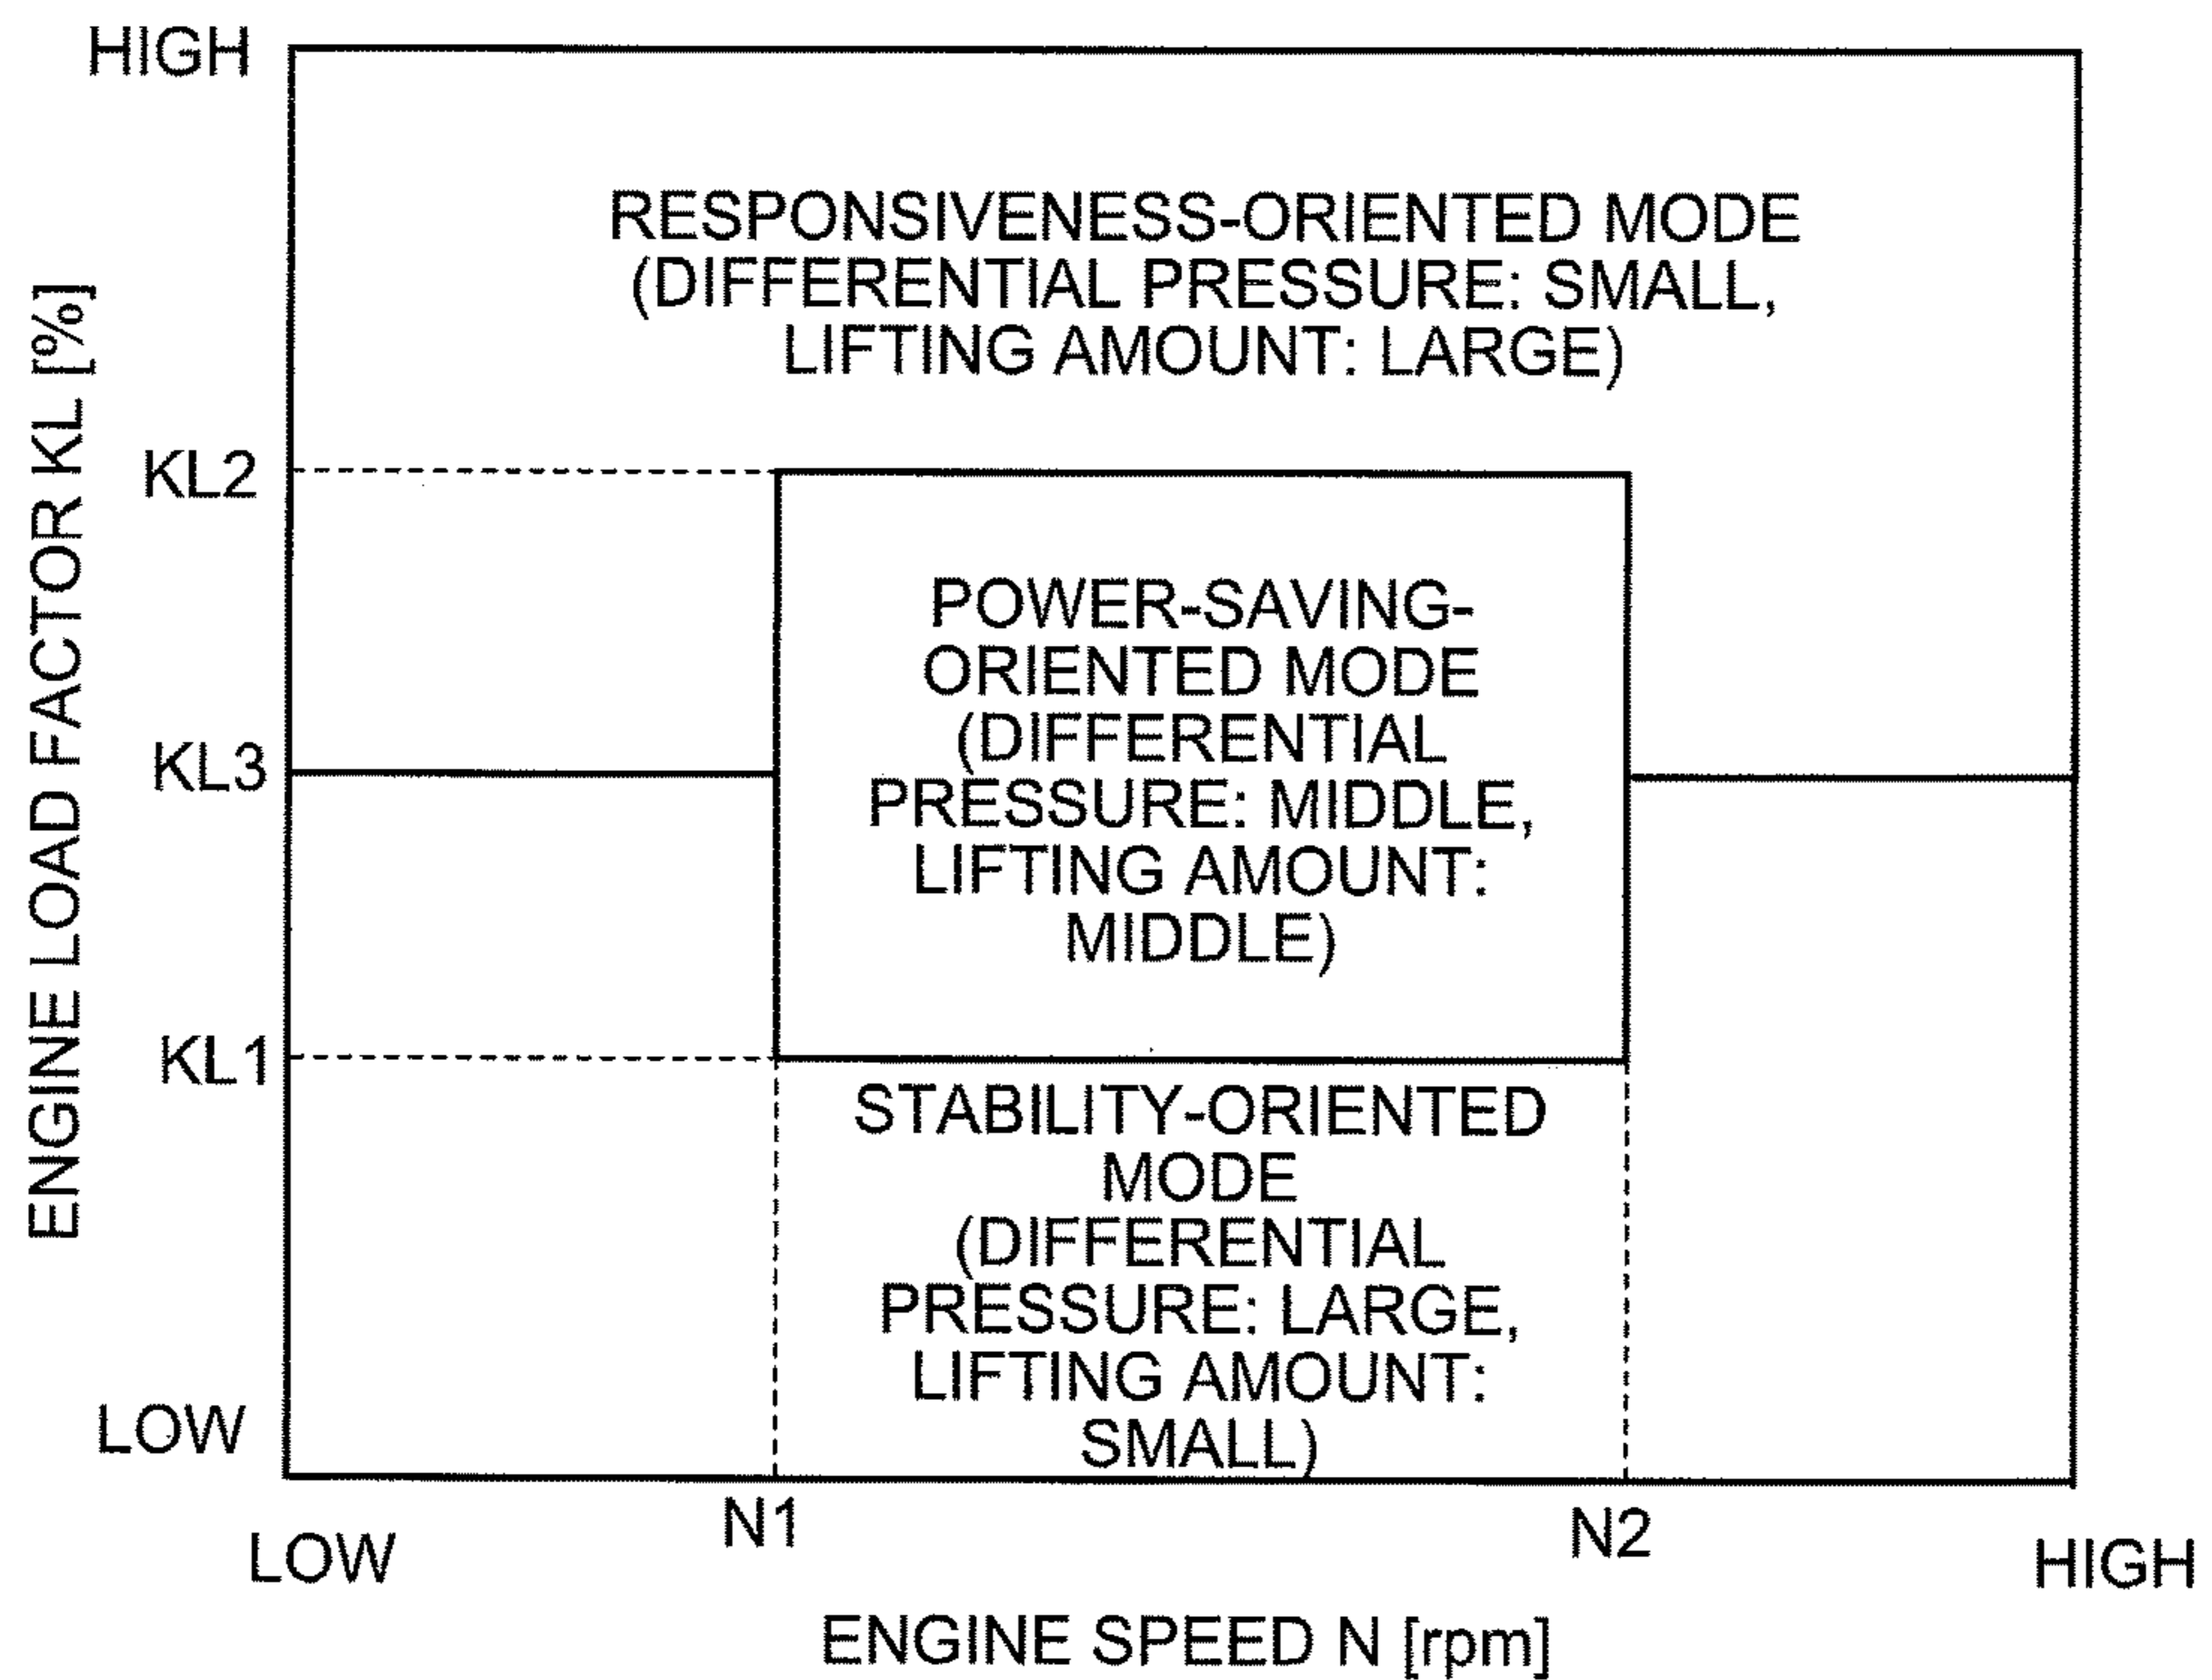 HIGH
RESPONSIVENESS-ORIENTED MODE
(DIFFERENTIAL PRESSURE: SMALL,
LIFTING AMOUNT: LARGE)
ENGINE LOAD FACTOR KL [%]
KL2
POWER-SAVING-
ORIENTED MODE
(DIFFERENTIAL
PRESSURE: MIDDLE,
LIFTING AMOUNT:
MIDDLE)
KL3
KL1
STABILITY-ORIENTED
MODE
(DIFFERENTIAL
PRESSURE: LARGE,
LIFTING AMOUNT:
SMALL)
LOW
LOW
N1
N2
HIGH
ENGINE SPEED N [rpm]